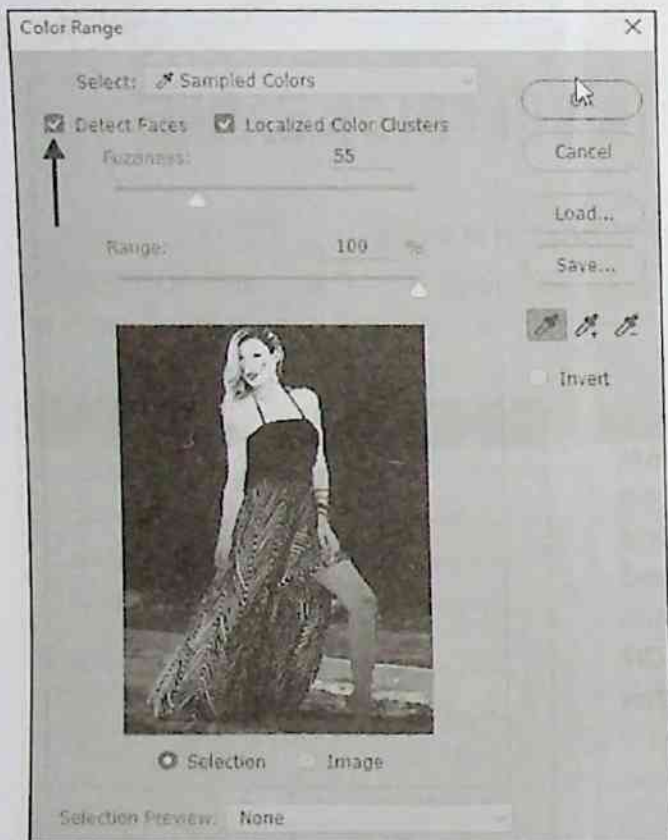 Color Range
Select: Sampled Colors
Detect Faces Localized Color Clusters
Fuzziness: 55
Range: 100 %
OK
Cancel
Load...
Save...
Invert
Selection Image
Selection Preview: None